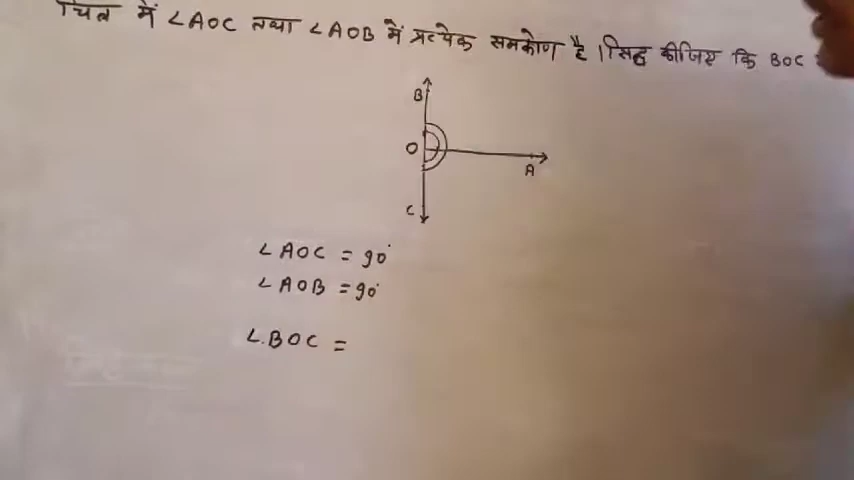 चित्र में ∠AOC तथा ∠AOB में प्रत्येक समकोण है । सिद्ध कीजिए कि BOC
B
O
A
C
∠AOC = 90°
∠AOB = 90°
∠.BOC =